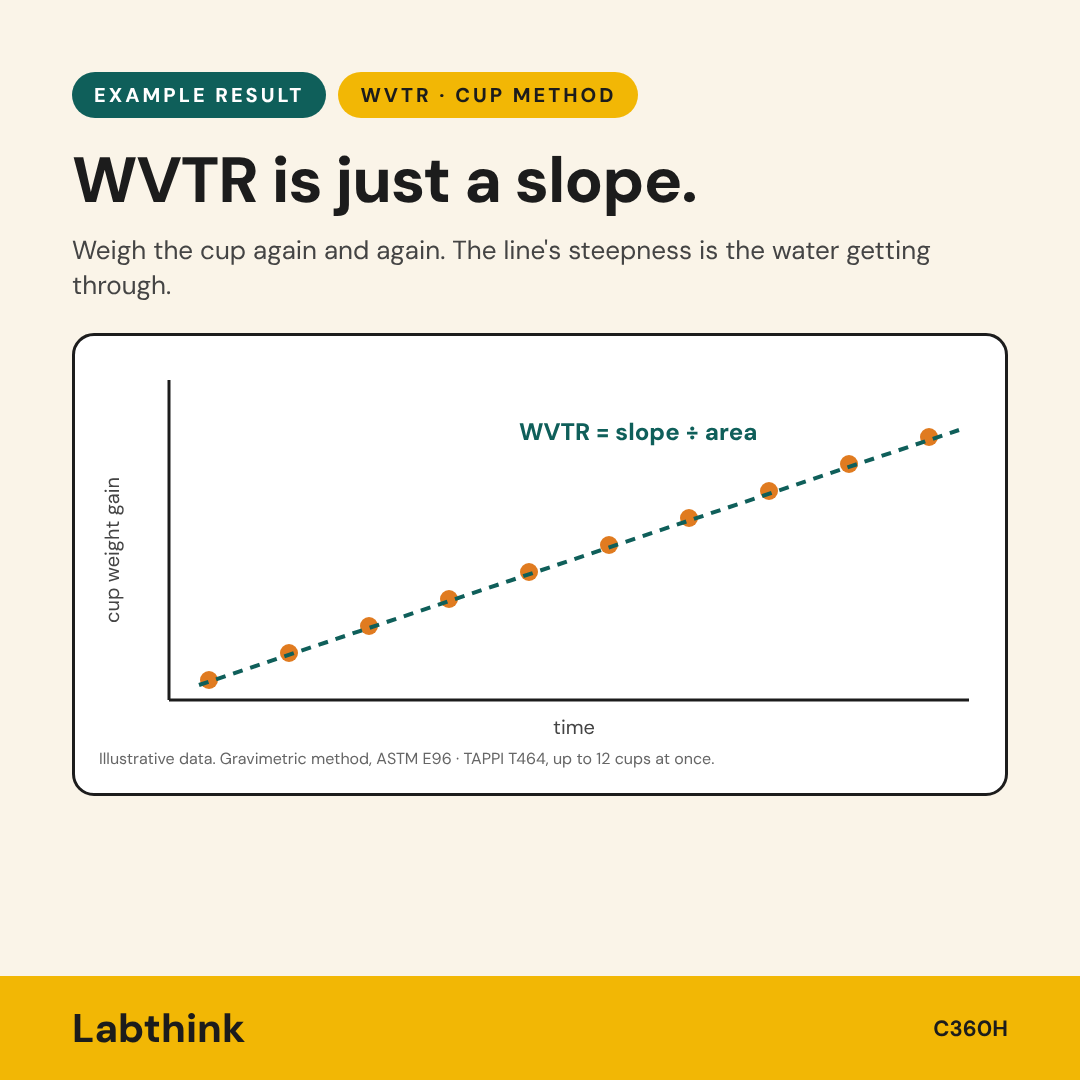 EXAMPLE RESULT
WVTR · CUP METHOD
WVTR is just a slope.
Weigh the cup again and again. The line's steepness is the water getting
through.
WVTR = slope ÷ area
cup weight gain
time
Illustrative data. Gravimetric method, ASTM E96 · TAPPI T464, up to 12 cups at once.
Labthink
C360H